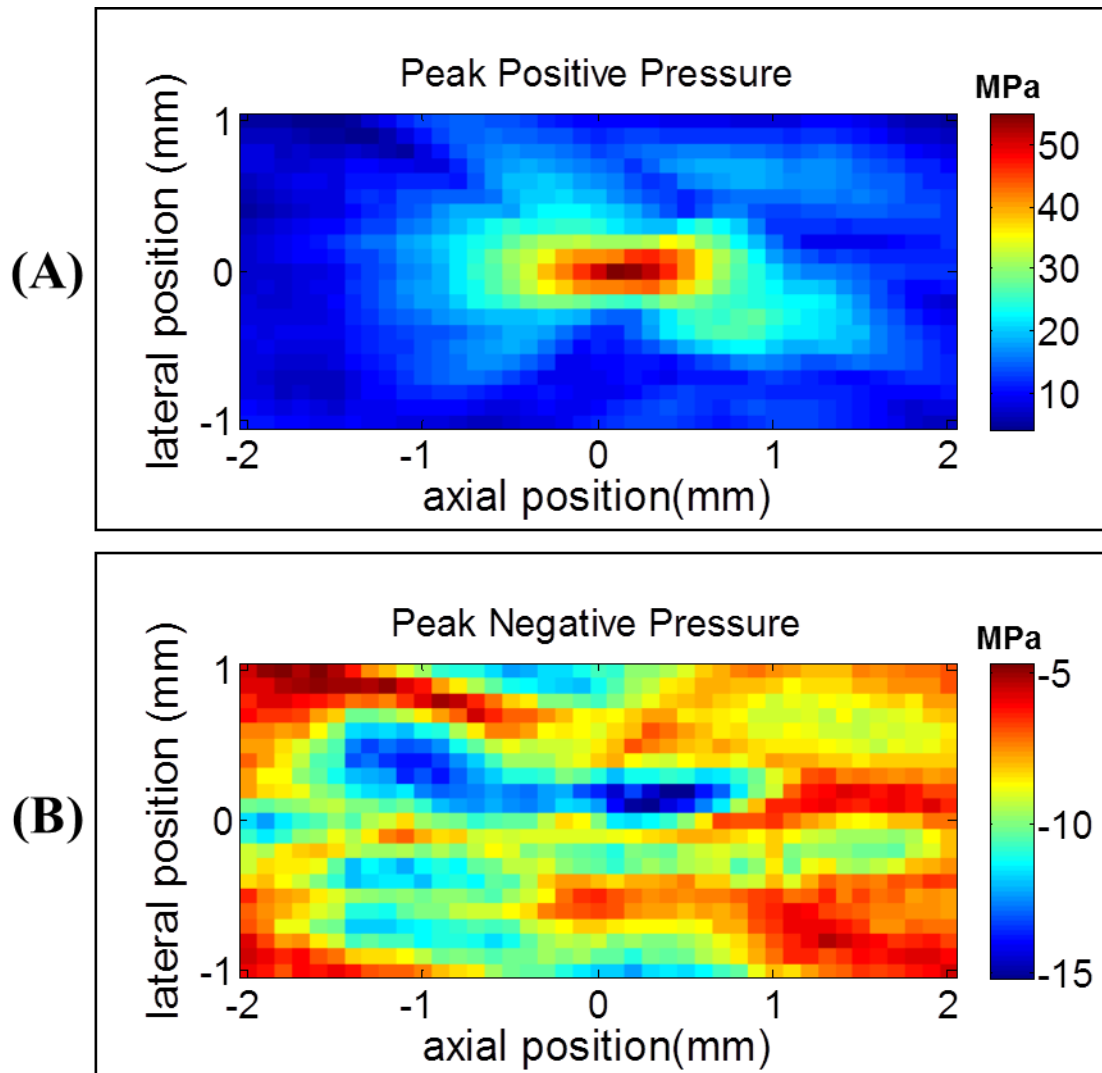 (A)
Peak Positive Pressure
MPa
lateral position (mm)
1
0
-1
-2
-1
0
1
2
axial position(mm)
50
40
30
20
10
(B)
Peak Negative Pressure
MPa
lateral position (mm)
1
0
-1
-2
-1
0
1
2
axial position(mm)
-5
-10
-15